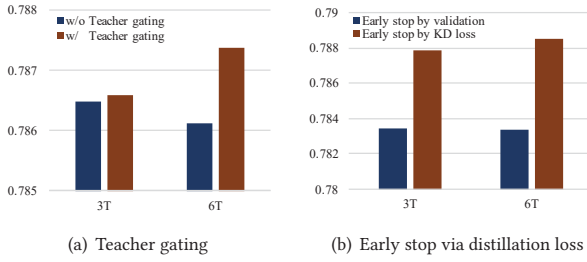 0.788
0.787
0.786
0.785
w/o Teacher gating
w/ Teacher gating
3T
6T
(a) Teacher gating
0.79
0.788
0.786
0.784
0.782
0.78
Early stop by validation
Early stop by KD loss
3T
6T
(b) Early stop via distillation loss